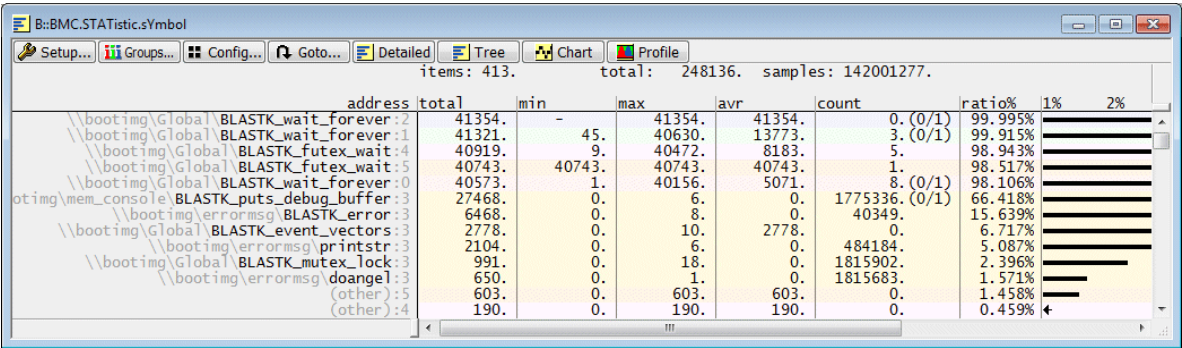 B::BMC.STATistic.sYmbol
Setup... Groups... Config... Goto... Detailed Tree Chart Profile
items: 413. total: 248136. samples: 142001277.
address total min max avr count ratio% 1% 2%
\\bootimg\Global\BLASTK_wait_forever:2 41354. - 41354. 41354. 0.(0/1) 99.995%
\\bootimg\Global\BLASTK_wait_forever:1 41321. 45. 40630. 13773. 3.(0/1) 99.915%
\\bootimg\Global\BLASTK_futex_wait:4 40919. 9. 40472. 8183. 5. 98.943%
\\bootimg\Global\BLASTK_futex_wait:5 40743. 40743. 40743. 40743. 1. 98.517%
\\bootimg\Global\BLASTK_wait_forever:0 40573. 1. 40156. 5071. 8.(0/1) 98.106%
otimg\mem_console\BLASTK_puts_debug_buffer:3 27468. 0. 6. 0. 1775336.(0/1) 66.418%
\\bootimg\errormsg\BLASTK_error:3 6468. 0. 8. 0. 40349. 15.639%
\\bootimg\Global\BLASTK_event_vectors:3 2778. 0. 10. 2778. 0. 6.717%
\\bootimg\errormsg\printstr:3 2104. 0. 6. 0. 484184. 5.087%
\\bootimg\Global\BLASTK_mutex_lock:3 991. 0. 18. 0. 1815902. 2.396%
\\bootimg\errormsg\doangel:3 650. 0. 1. 0. 1815683. 1.571%
(other):5 603. 0. 603. 603. 0. 1.458%
(other):4 190. 0. 190. 190. 0. 0.459%